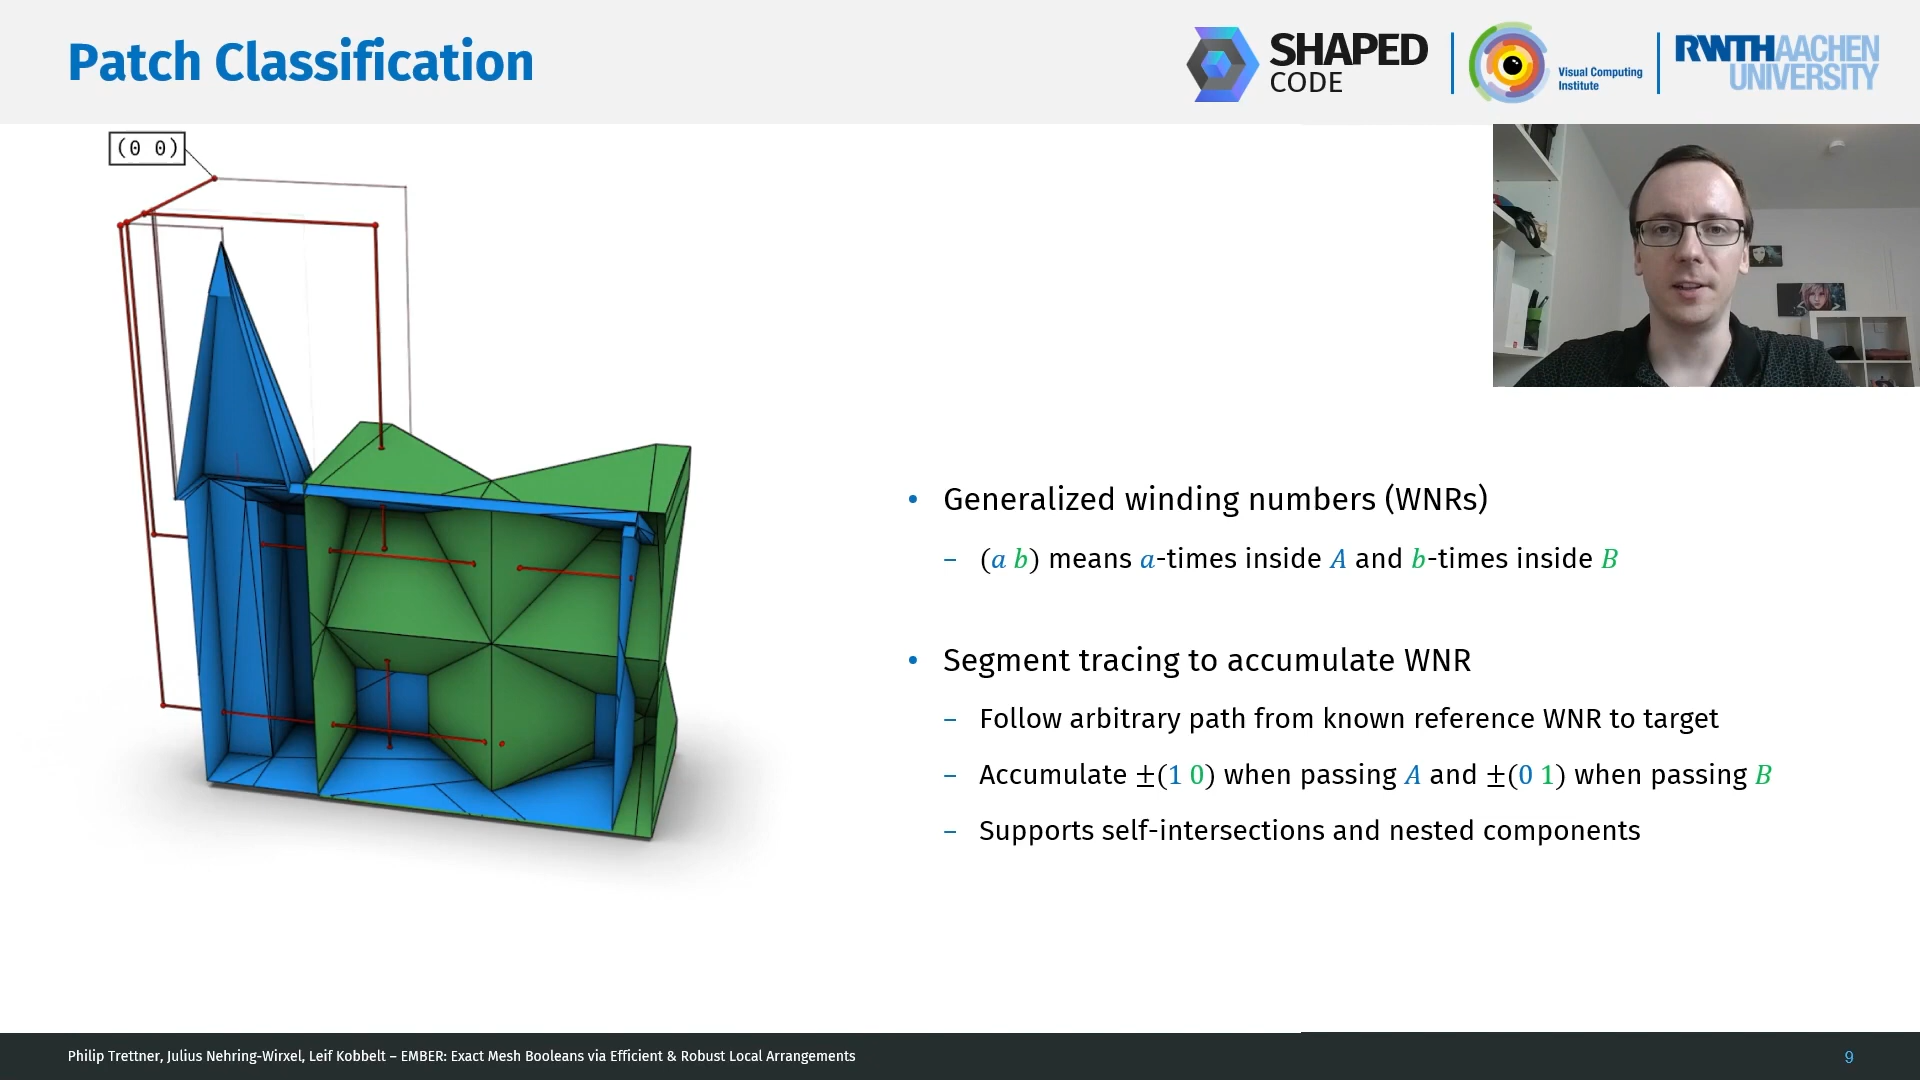 Patch Classification
SHAPED
CODE
Visual Computing
Institute
RWTHAACHEN
UNIVERSITY
(0 0)
• Generalized winding numbers (WNRs)
– (a b) means a-times inside A and b-times inside B
• Segment tracing to accumulate WNR
– Follow arbitrary path from known reference WNR to target
– Accumulate ±(1 0) when passing A and ±(0 1) when passing B
– Supports self-intersections and nested components
Philip Trettner, Julius Nehring-Wirxel, Leif Kobbelt – EMBER: Exact Mesh Booleans via Efficient & Robust Local Arrangements
9